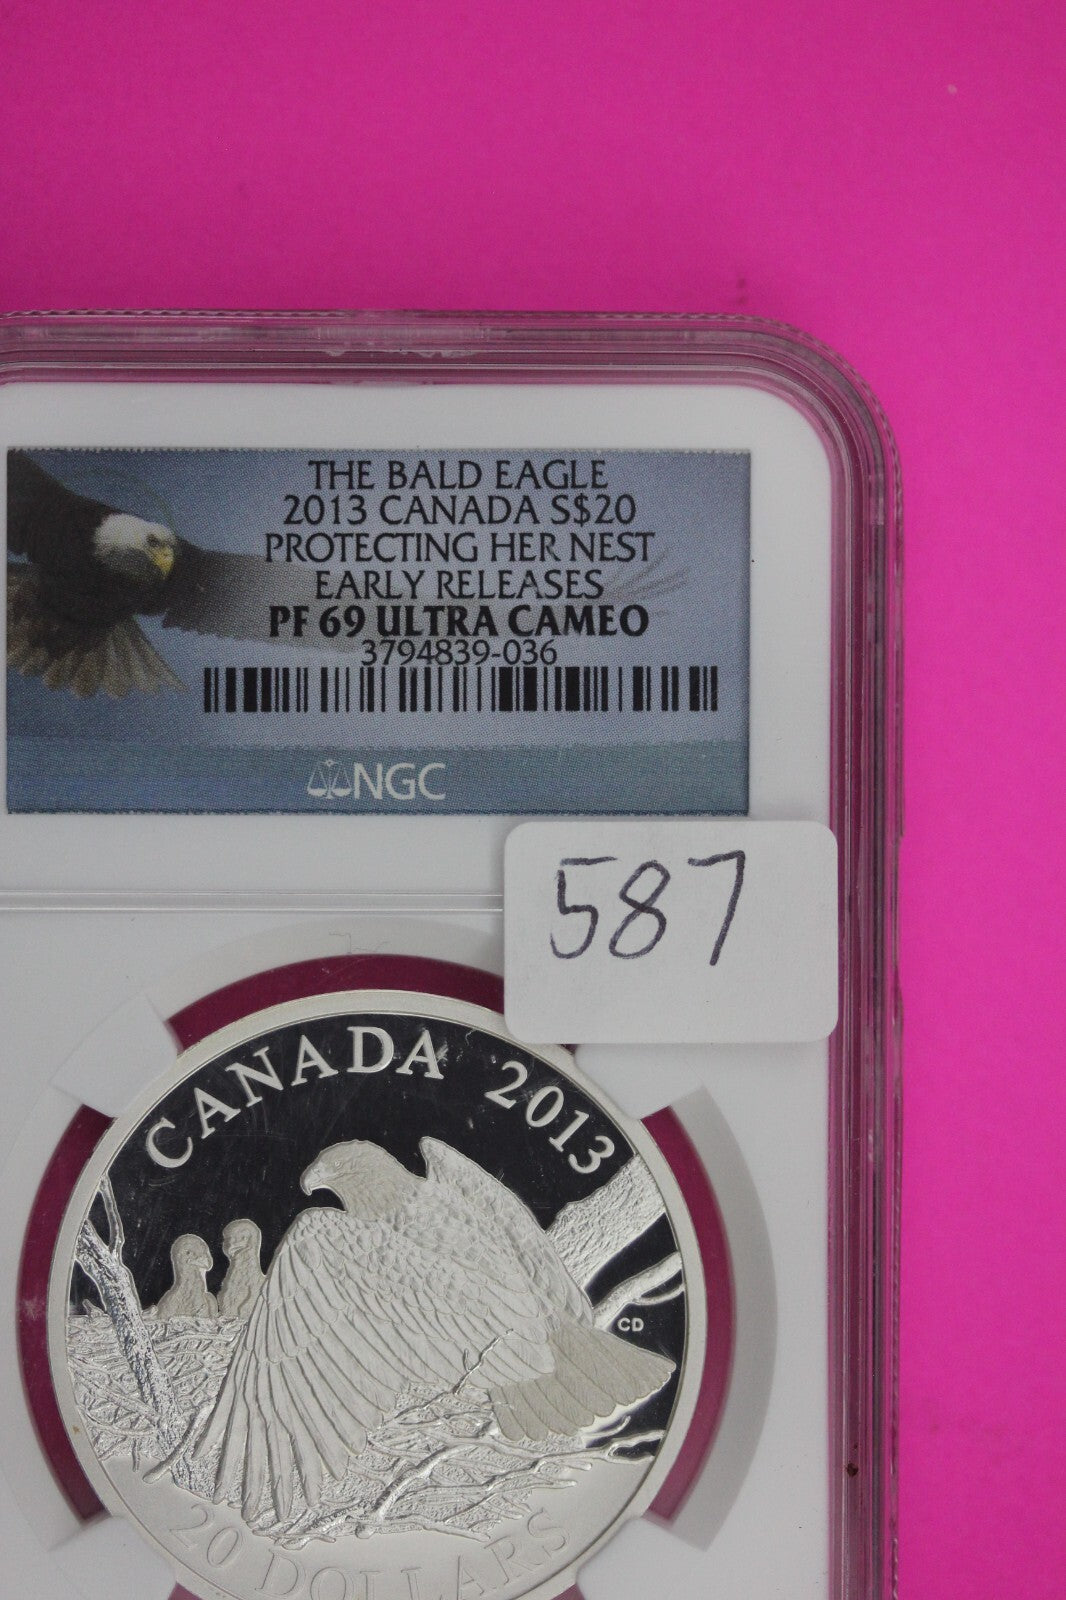 THE BALD EAGLE
2013 CANADA S$20
PROTECTING HER NEST
EARLY RELEASES
PF 69 ULTRA CAMEO
3794839-036
NGC
587
CANADA 2013
CD
20 DOLLARS